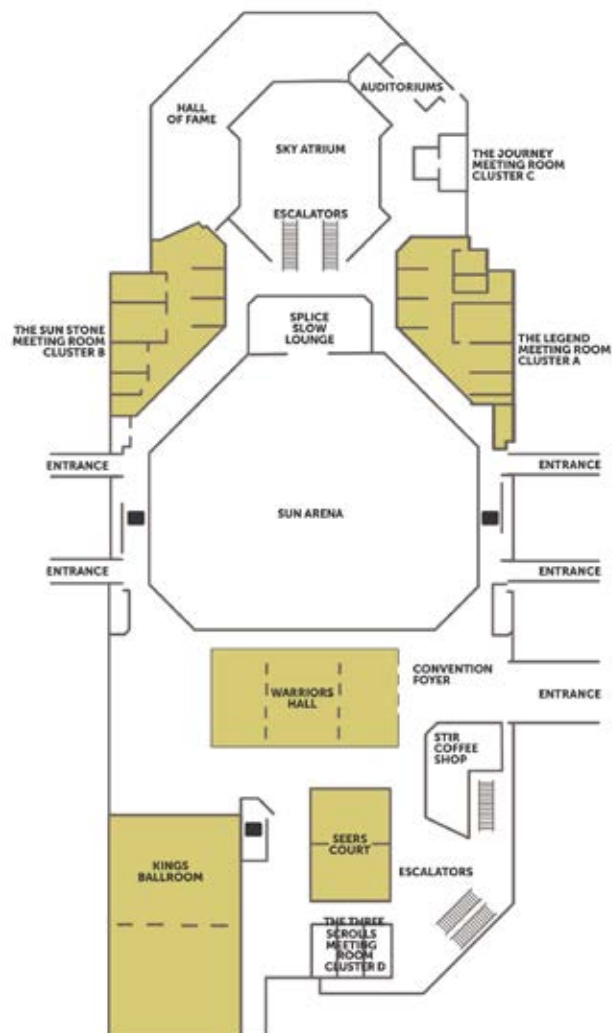 AUDITORIUMS
HALL
OF FAME
SKY ATRIUM
THE JOURNEY
MEETING ROOM
CLUSTER C
ESCALATORS
SPLICE
SLOW
LOUNGE
THE SUN STONE
MEETING ROOM
CLUSTER B
THE LEGEND
MEETING ROOM
CLUSTER A
ENTRANCE
ENTRANCE
SUN ARENA
ENTRANCE
ENTRANCE
CONVENTION
FOYER
WARRIORS
HALL
ENTRANCE
STIR
COFFEE
SHOP
SEERS
COURT
KINGS
BALLROOM
ESCALATORS
THE THREE
SCROLLS
MEETING
ROOM
CLUSTER D